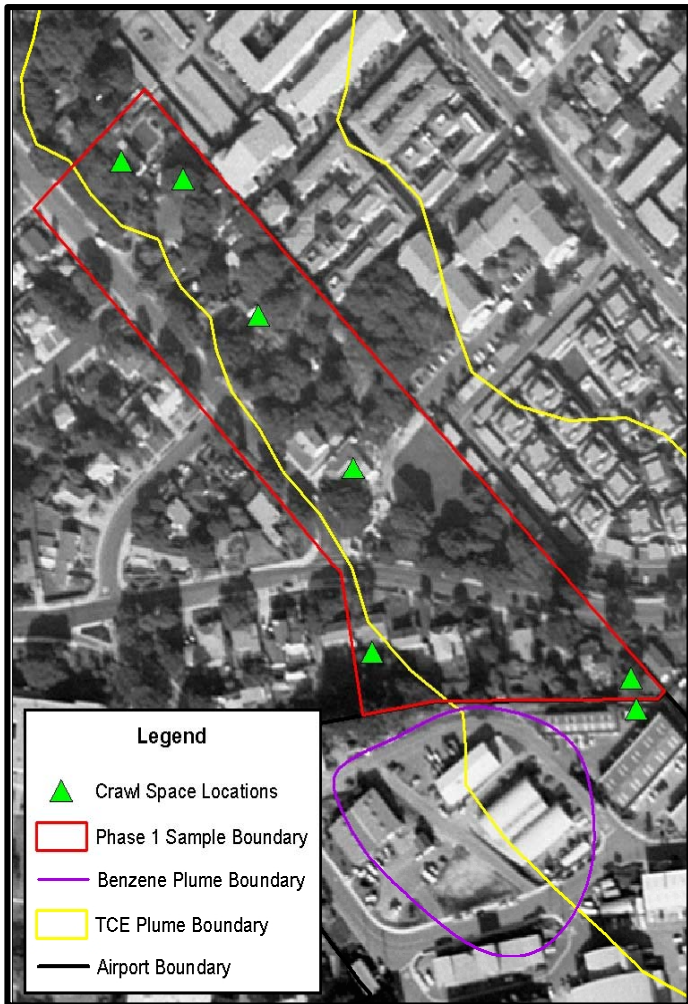 Legend
Crawl Space Locations
Phase 1 Sample Boundary
Benzene Plume Boundary
TCE Plume Boundary
Airport Boundary